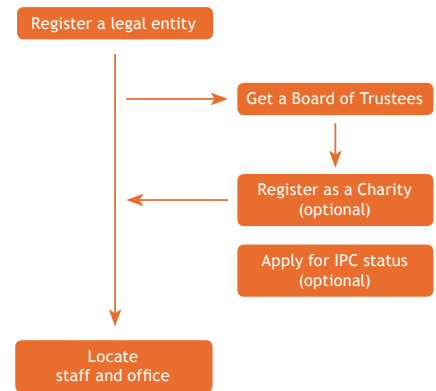 Register a legal entity
Get a Board of Trustees
Register as a Charity
(optional)
Apply for IPC status
(optional)
Locate
staff and office